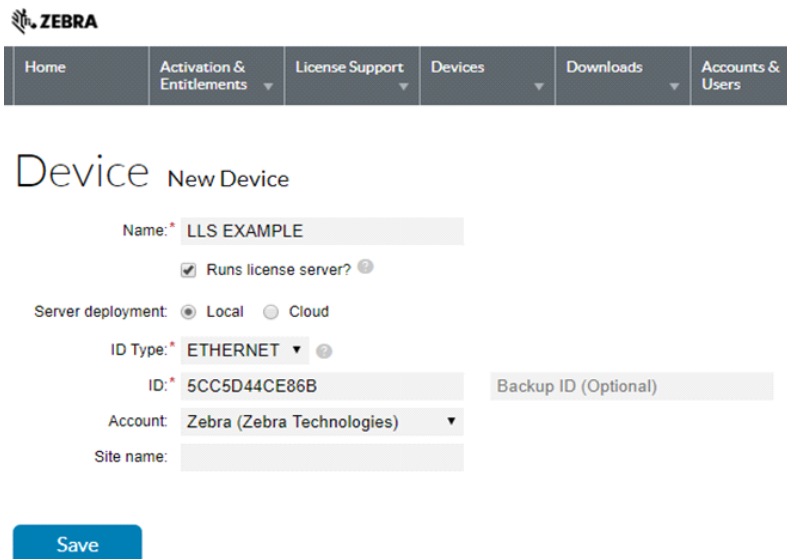 ZEBRA
Home Activation & Entitlements License Support Devices Downloads Accounts & Users
Device New Device
Name:* LLS EXAMPLE
Runs license server? ?
Server deployment: Local Cloud
ID Type:* ETHERNET ?
ID:* 5CC5D44CE86B Backup ID (Optional)
Account: Zebra (Zebra Technologies)
Site name:
Save